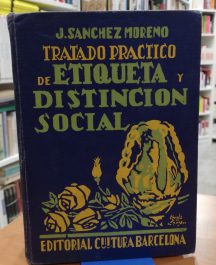 J. SANCHEZ MORENO
TRATADO PRACTICO
DE ETIQUETA Y
DISTINCION
SOCIAL
EDITORIAL CULTURA BARCELONA